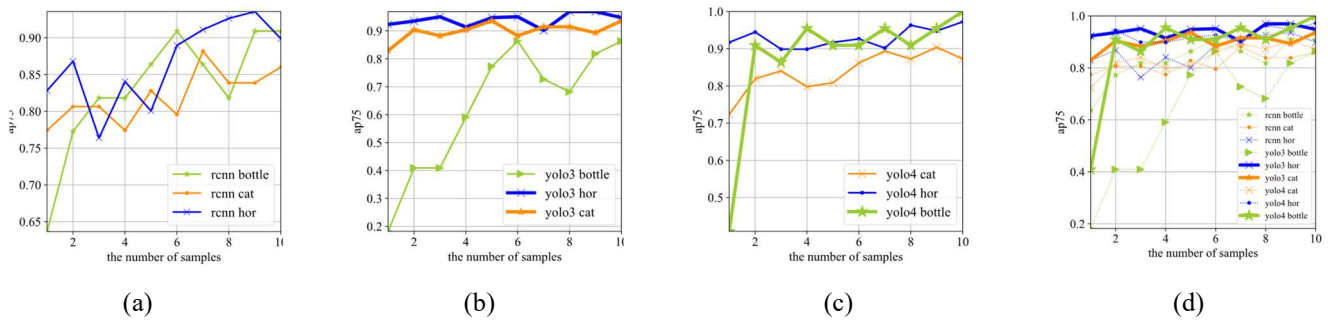 0.90
0.85
0.80
0.75
0.70
0.65
ap75
rcnn bottle
rcnn cat
rcnn hor
2 4 6 8 10
the number of samples
(a)
0.9
0.8
0.7
0.6
0.5
0.4
0.3
0.2
ap75
yolo3 bottle
yolo3 hor
yolo3 cat
2 4 6 8 10
the number of samples
(b)
1.0
0.9
0.8
0.7
0.6
0.5
ap75
yolo4 cat
yolo4 hor
yolo4 bottle
2 4 6 8 10
the number of samples
(c)
1.0
0.8
0.6
0.4
0.2
ap75
rcnn bottle
rcnn cat
rcnn hor
yolo3 bottle
yolo3 hor
yolo3 cat
yolo4 cat
yolo4 hor
yolo4 bottle
2 4 6 8 10
the number of samples
(d)